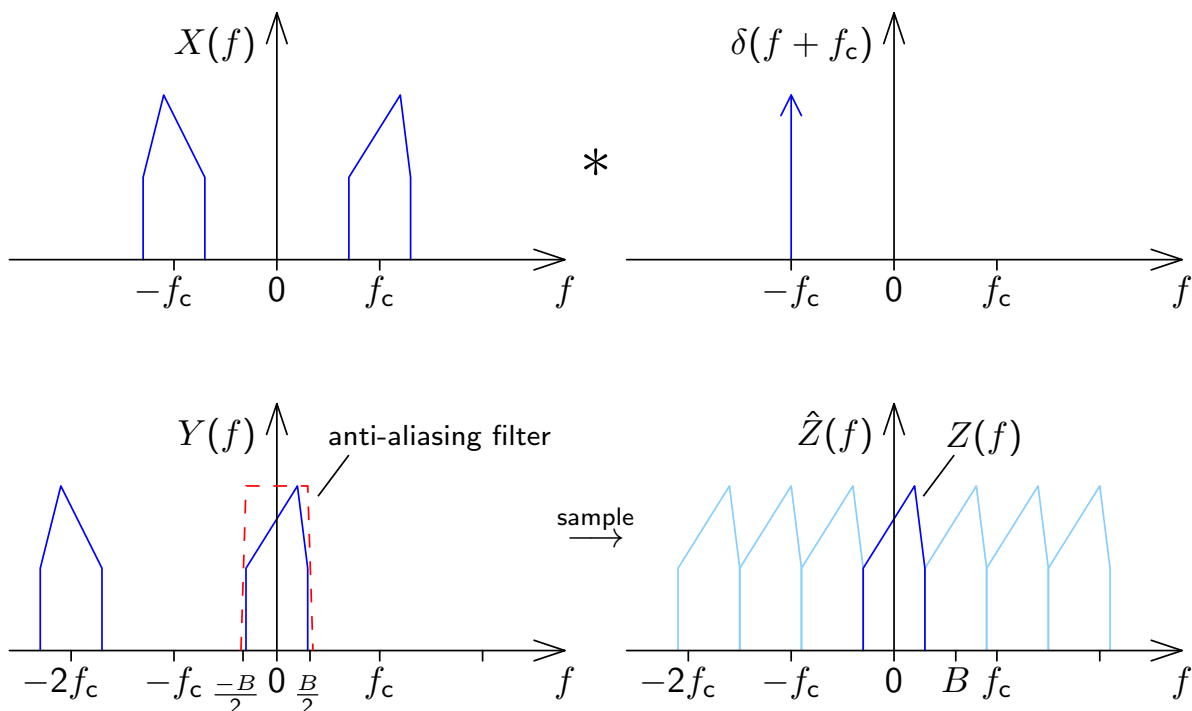 X(f)
δ(f + f_c)
∗
−f_c 0 f_c f
−f_c 0 f_c f
Y(f)
anti-aliasing filter
Ẑ(f)
Z(f)
sample
⟶
−2f_c −f_c −B/2 0 B/2 f_c f
−2f_c −f_c 0 B f_c f